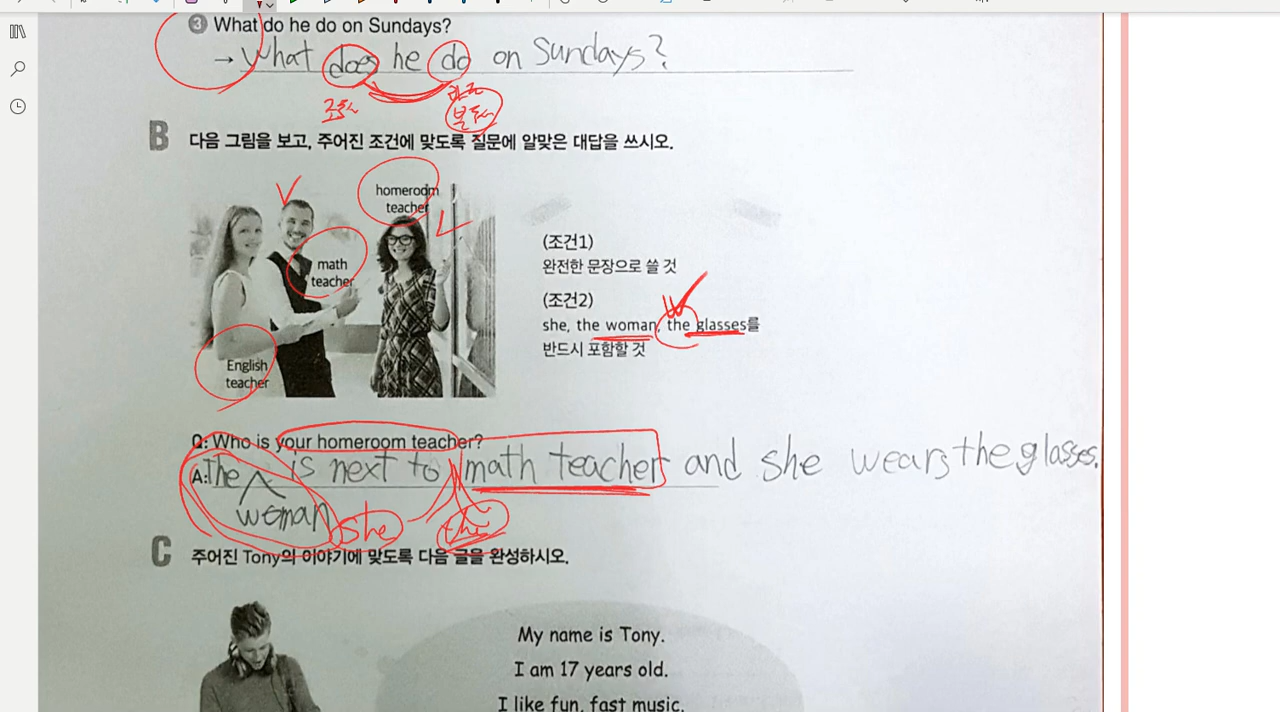 3 What do he do on Sundays?
→ What does he do on Sundays?
B 다음 그림을 보고, 주어진 조건에 맞도록 질문에 알맞은 대답을 쓰시오.
homeroom
teacher
math
teacher
English
teacher
(조건1)
완전한 문장으로 쓸 것
(조건2)
she, the woman, the glasses를
반드시 포함할 것
Q: Who is your homeroom teacher?
A: The woman is next to math teacher and she wears the glasses.
she the
C 주어진 Tony의 이야기에 맞도록 다음 글을 완성하시오.
My name is Tony.
I am 17 years old.
I like fun, fast music.